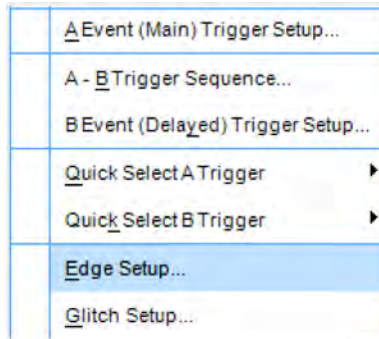 A Event (Main) Trigger Setup...
A - B Trigger Sequence...
B Event (Delayed) Trigger Setup...
Quick Select A Trigger
Quick Select B Trigger
Edge Setup...
Glitch Setup...